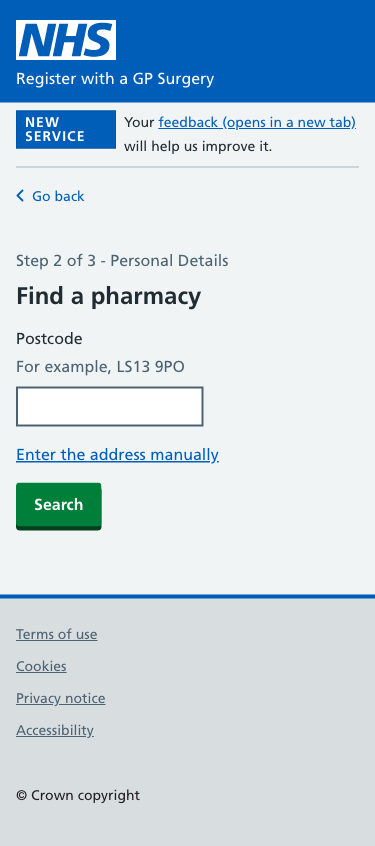 NHS
Register with a GP Surgery
NEW
SERVICE
Your feedback (opens in a new tab)
will help us improve it.
Go back
Step 2 of 3 - Personal Details
Find a pharmacy
Postcode
For example, LS13 9PO
Enter the address manually
Search
Terms of use
Cookies
Privacy notice
Accessibility
© Crown copyright